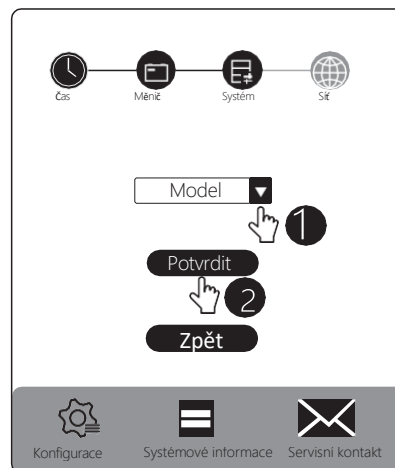 Čas Měnič Systém Síť
Model
1
Potvrdit
2
Zpět
Konfigurace Systémové informace Servisní kontakt